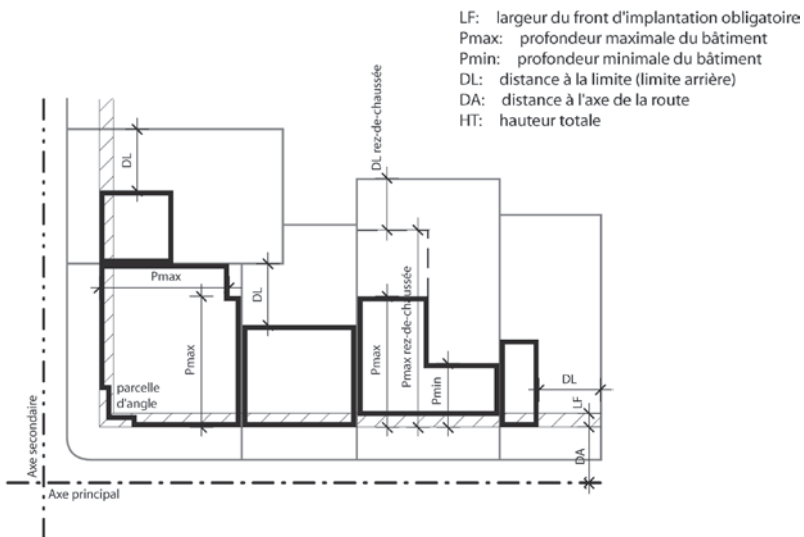 LF: largeur du front d'implantation obligatoire
Pmax: profondeur maximale du bâtiment
Pmin: profondeur minimale du bâtiment
DL: distance à la limite (limite arrière)
DA: distance à l'axe de la route
HT: hauteur totale
DL rez-de-chaussée
DL
Pmax
DL
Pmax
Pmax
Pmax rez-de-chaussée
Pmin
DL
LF
DA
parcelle
d'angle
Axe secondaire
Axe principal